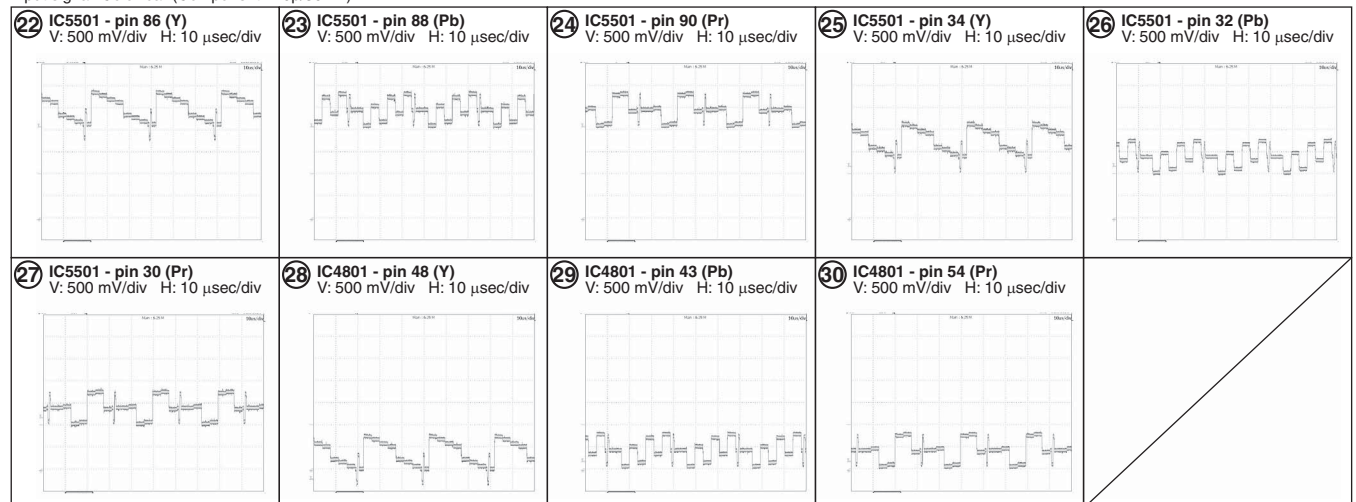 22 IC5501 - pin 86 (Y)
V: 500 mV/div H: 10 µsec/div
23 IC5501 - pin 88 (Pb)
V: 500 mV/div H: 10 µsec/div
24 IC5501 - pin 90 (Pr)
V: 500 mV/div H: 10 µsec/div
25 IC5501 - pin 34 (Y)
V: 500 mV/div H: 10 µsec/div
26 IC5501 - pin 32 (Pb)
V: 500 mV/div H: 10 µsec/div
27 IC5501 - pin 30 (Pr)
V: 500 mV/div H: 10 µsec/div
28 IC4801 - pin 48 (Y)
V: 500 mV/div H: 10 µsec/div
29 IC4801 - pin 43 (Pb)
V: 500 mV/div H: 10 µsec/div
30 IC4801 - pin 54 (Pr)
V: 500 mV/div H: 10 µsec/div